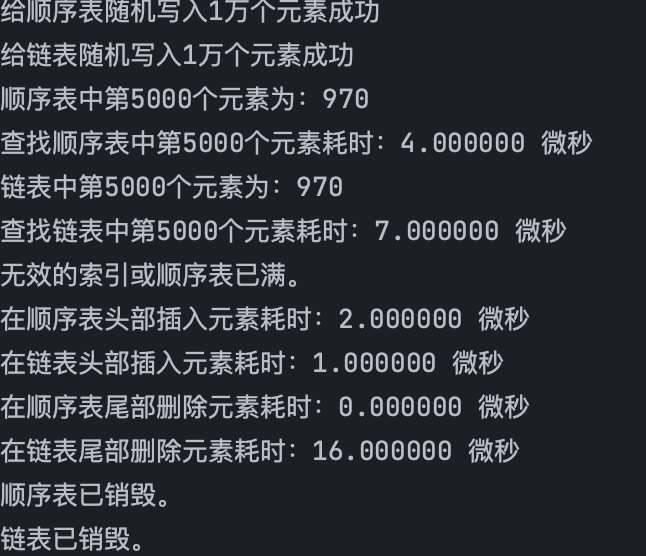 给顺序表随机写入1万个元素成功
给链表随机写入1万个元素成功
顺序表中第5000个元素为: 970
查找顺序表中第5000个元素耗时: 4.000000 微秒
链表中第5000个元素为: 970
查找链表中第5000个元素耗时: 7.000000 微秒
无效的索引或顺序表已满。
在顺序表头部插入元素耗时: 2.000000 微秒
在链表头部插入元素耗时: 1.000000 微秒
在顺序表尾部删除元素耗时: 0.000000 微秒
在链表尾部删除元素耗时: 16.000000 微秒
顺序表已销毁。
链表已销毁。